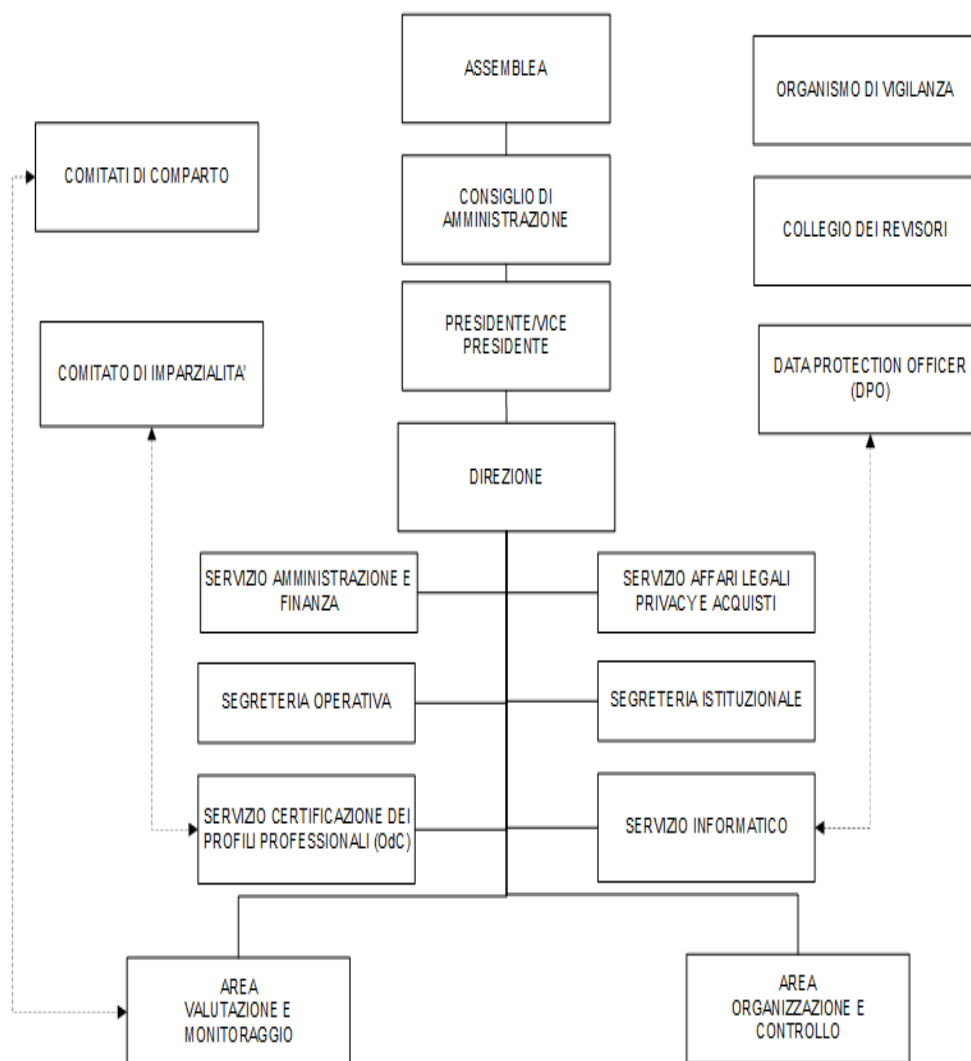 ASSEMBLEA
ORGANISMO DI VIGILANZA
COMITATI DI COMPARTO
CONSIGLIO DI
AMMINISTRAZIONE
COLLEGIO DEI REVISORI
PRESIDENTE/VICE
PRESIDENTE
COMITATO DI IMPARZIALITA'
DATA PROTECTION OFFICER
(DPO)
DIREZIONE
SERVIZIO AMMINISTRAZIONE E
FINANZA
SERVIZIO AFFARI LEGALI
PRIVACY E ACQUISTI
SEGRETERIA OPERATIVA
SEGRETERIA ISTITUZIONALE
SERVIZIO CERTIFICAZIONE DEI
PROFILI PROFESSIONALI (OdC)
SERVIZIO INFORMATICO
AREA
VALUTAZIONE E
MONITORAGGIO
AREA
ORGANIZZAZIONE E
CONTROLLO